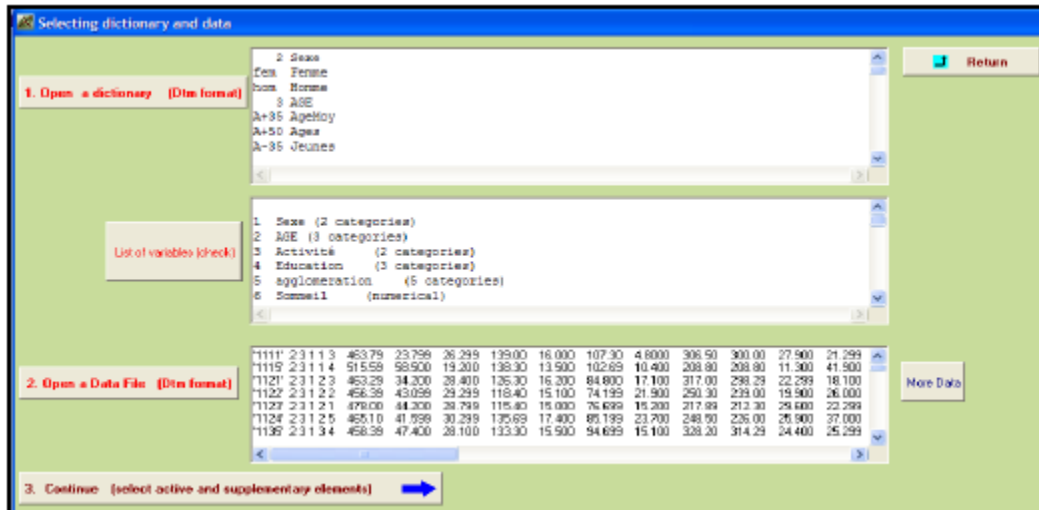 Selecting dictionary and data
Return
1. Open a dictionary (Dtm format)
2 Sexe
fem Femme
hom Homme
3 AGE
A+35 AgeMoy
A+50 Ages
A-35 Jeunes
List of variables (check)
1 Sexe (2 categories)
2 AGE (3 categories)
3 Activité (2 categories)
4 Education (3 categories)
5 agglomeration (5 categories)
6 Sommeil (numerical)
2. Open a Data File (Dtm format)
"1111" 2 3 1 1 3 463.79 23.799 26.299 139.00 16.000 107.30 4.8000 306.50 300.00 27.900 21.299
"1115" 2 3 1 1 4 515.59 58.500 19.200 138.30 13.500 102.69 10.400 208.80 208.80 11.300 41.900
"1121" 2 3 1 2 3 463.29 34.200 28.400 126.30 16.200 84.800 17.100 317.00 298.29 22.299 18.100
"1122" 2 3 1 2 2 456.39 43.099 29.299 118.40 15.100 74.199 21.900 250.30 239.00 19.900 26.000
"1123" 2 3 1 2 1 479.00 44.200 28.799 115.40 15.000 76.699 15.200 217.99 212.30 29.600 22.299
"1124" 2 3 1 2 5 465.10 41.599 30.299 135.69 17.400 85.199 23.700 248.50 226.00 25.900 37.000
"1136" 2 3 1 3 4 458.39 47.400 28.100 133.30 15.500 94.699 15.100 328.20 314.29 24.400 25.299
More Data
3. Continue (select active and supplementary elements)